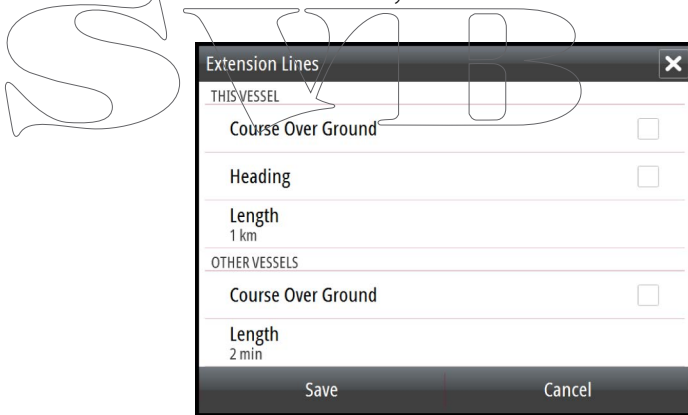 SVB
Extension Lines
THIS VESSEL
Course Over Ground
Heading
Length
1 km
OTHER VESSELS
Course Over Ground
Length
2 min
Save Cancel